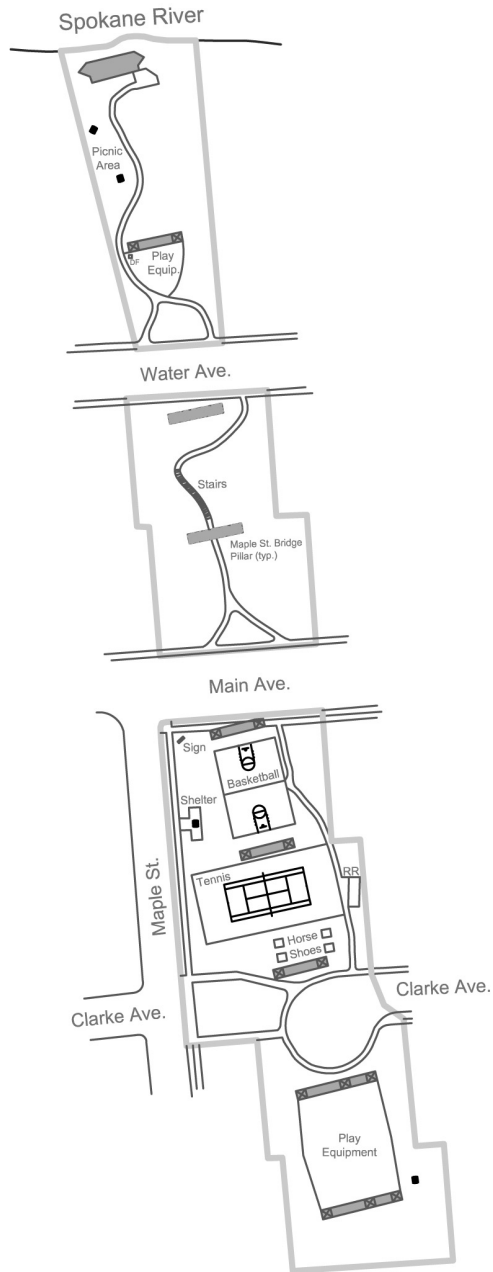 Spokane River
Picnic
Area
DF
Play
Equip.
Water Ave.
Stairs
Maple St. Bridge
Pillar (typ.)
Main Ave.
Sign
Basketball
Shelter
Maple St.
Tennis
RR
Horse
Shoes
Clarke Ave.
Clarke Ave.
Play
Equipment